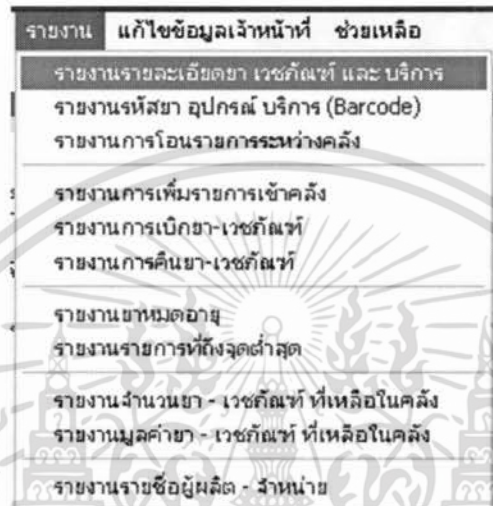 รายงาน แก้ไขข้อมูลเจ้าหน้าที่ ช่วยเหลือ
รายงานรายละเอียดยา เวชภัณฑ์ และ บริการ
รายงานรหัสยา อุปกรณ์ บริการ (Barcode)
รายงานการโอนรายการระหว่างคลัง
รายงานการเพิ่มรายการเข้าคลัง
รายงานการเบิกยา-เวชภัณฑ์
รายงานการคืนยา-เวชภัณฑ์
รายงานยาหมดอายุ
รายงานรายการที่ถึงจุดต่ำสุด
รายงานจำนวนยา - เวชภัณฑ์ ที่เหลือในคลัง
รายงานมูลค่ายา - เวชภัณฑ์ ที่เหลือในคลัง
รายงานรายชื่อผู้ผลิต - จำหน่าย